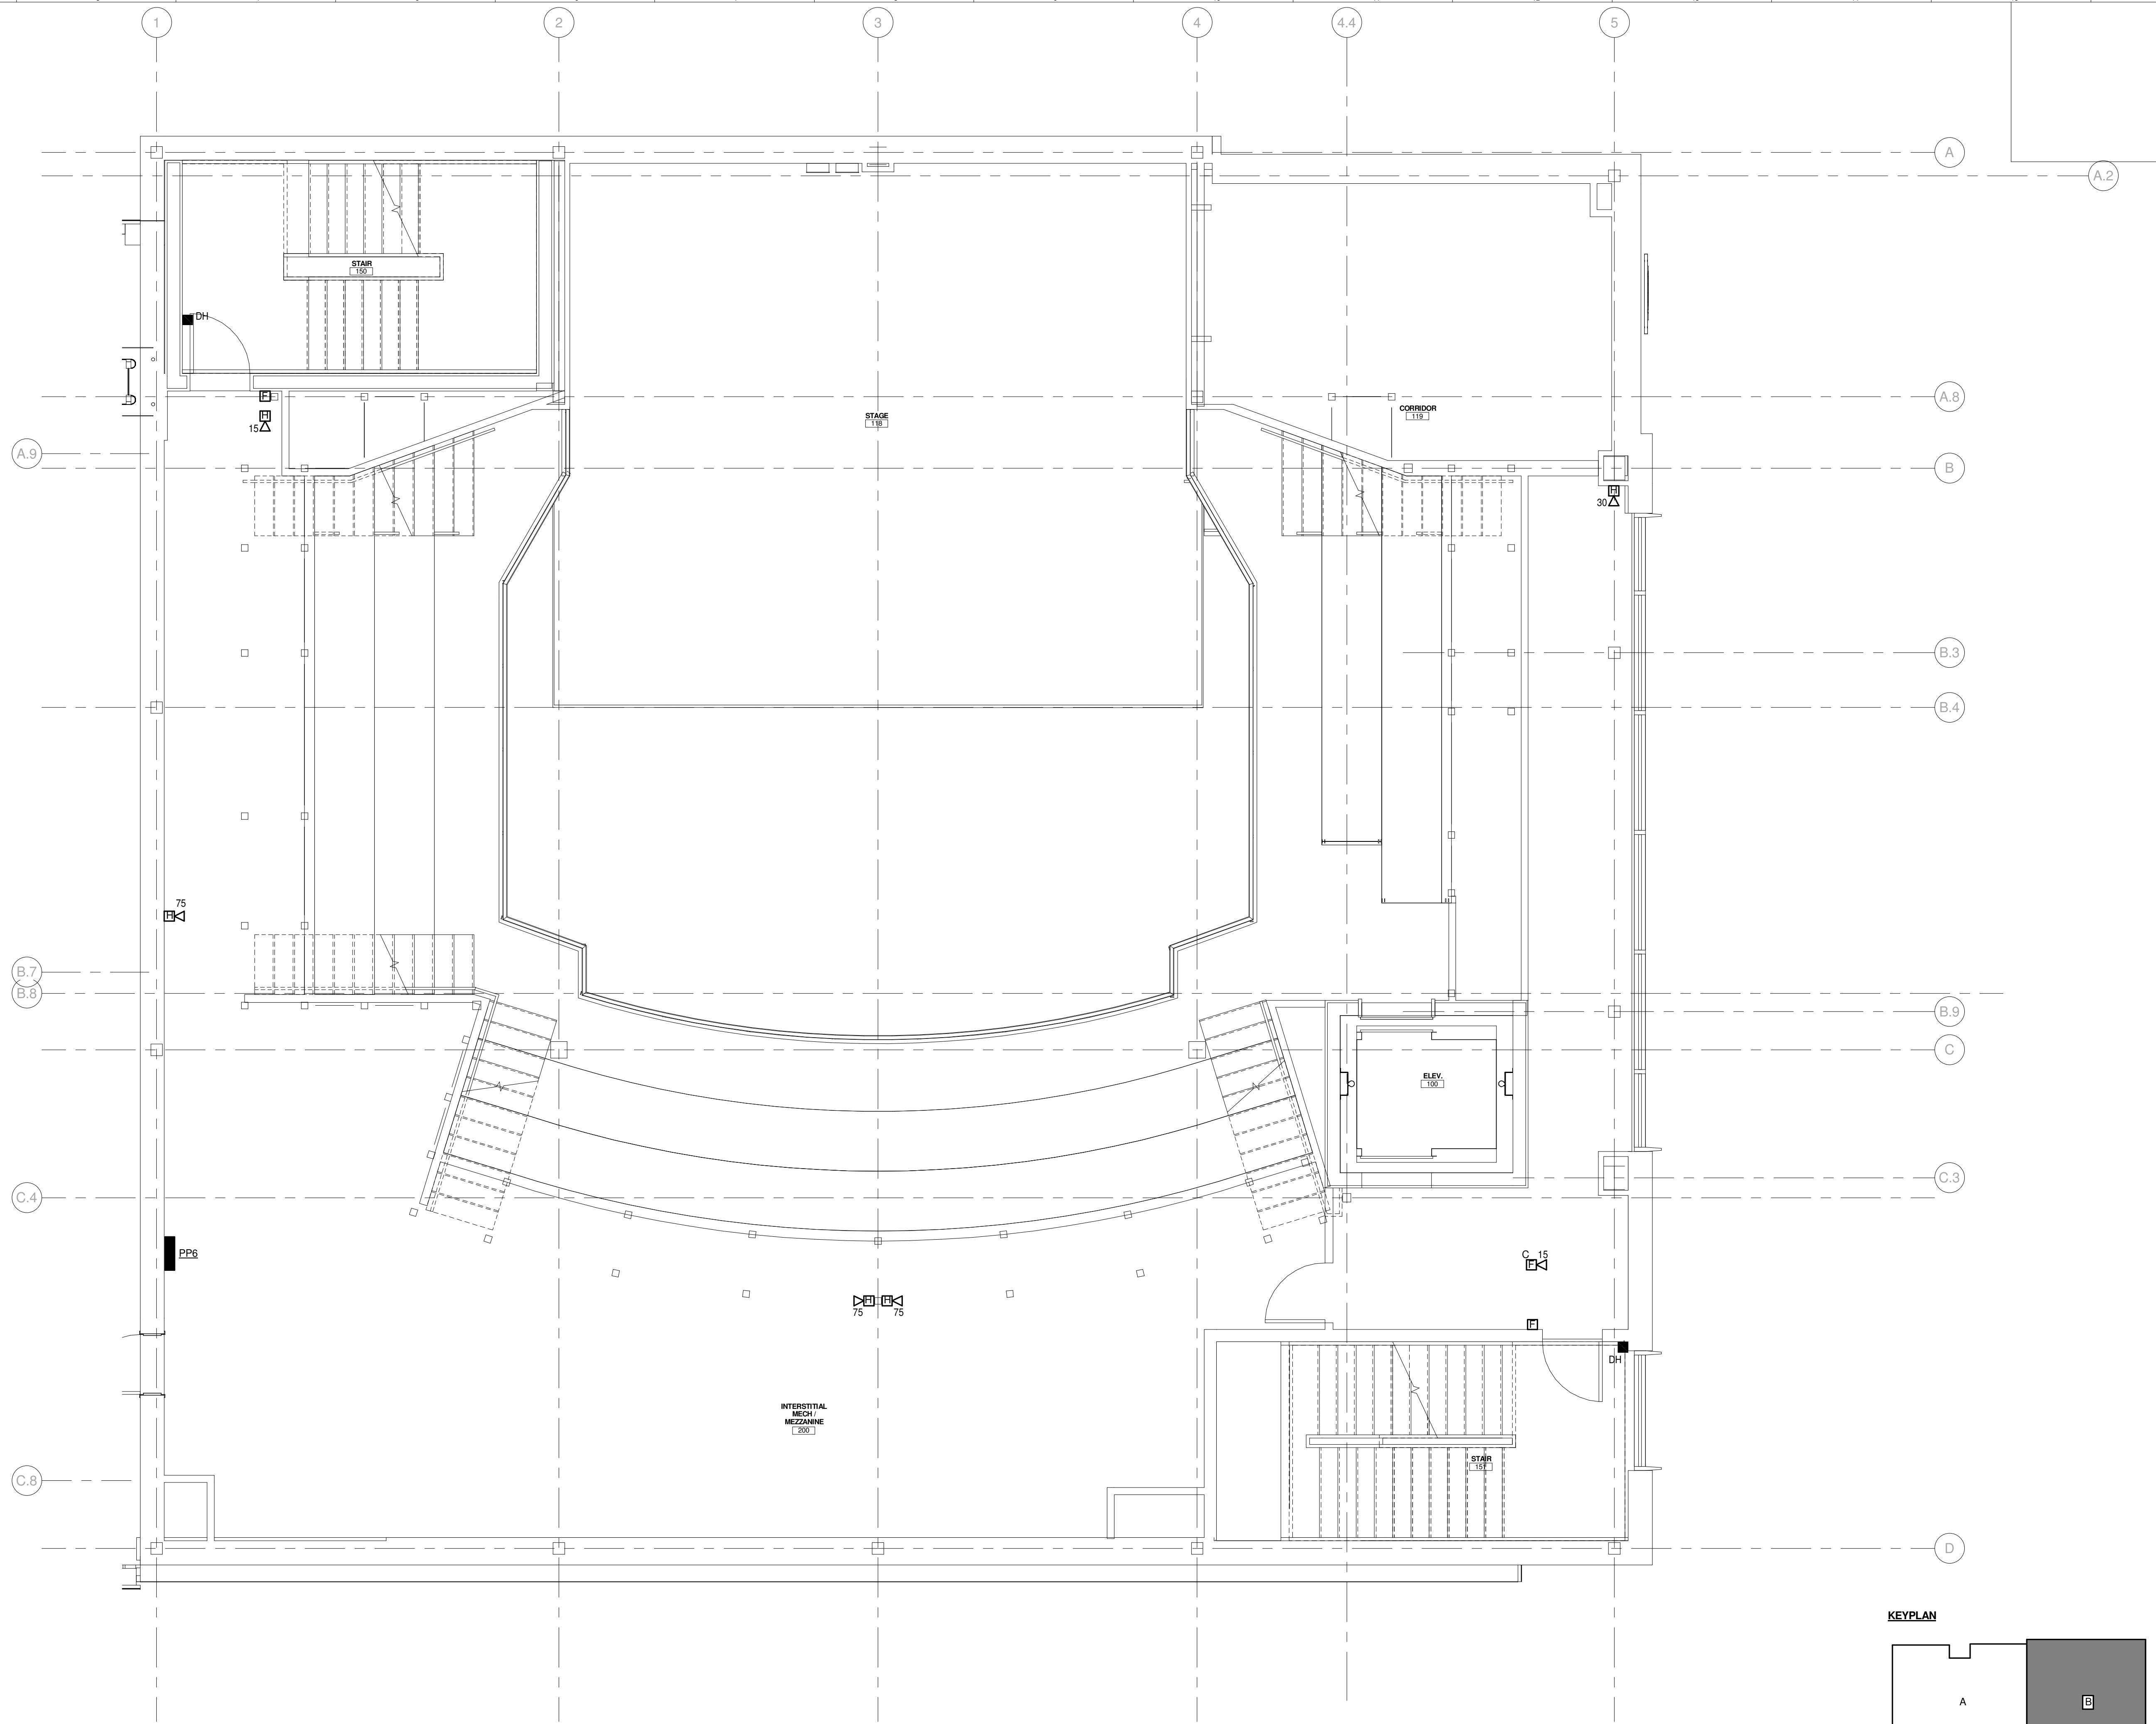 1 2 3 4 4.4 5
A
A.2
STAIR
150
DH
F
H
15
A.8
STAGE
118
CORRIDOR
119
A.9
B
H
30
B.3
B.4
75
H
B.7
B.8
B.9
C
ELEV.
100
C.4
C.3
PP6
C 15
F
H H
75 75
F
DH
INTERSTITIAL
MECH /
MEZZANINE
200
STAIR
151
C.8
D
KEYPLAN
A B